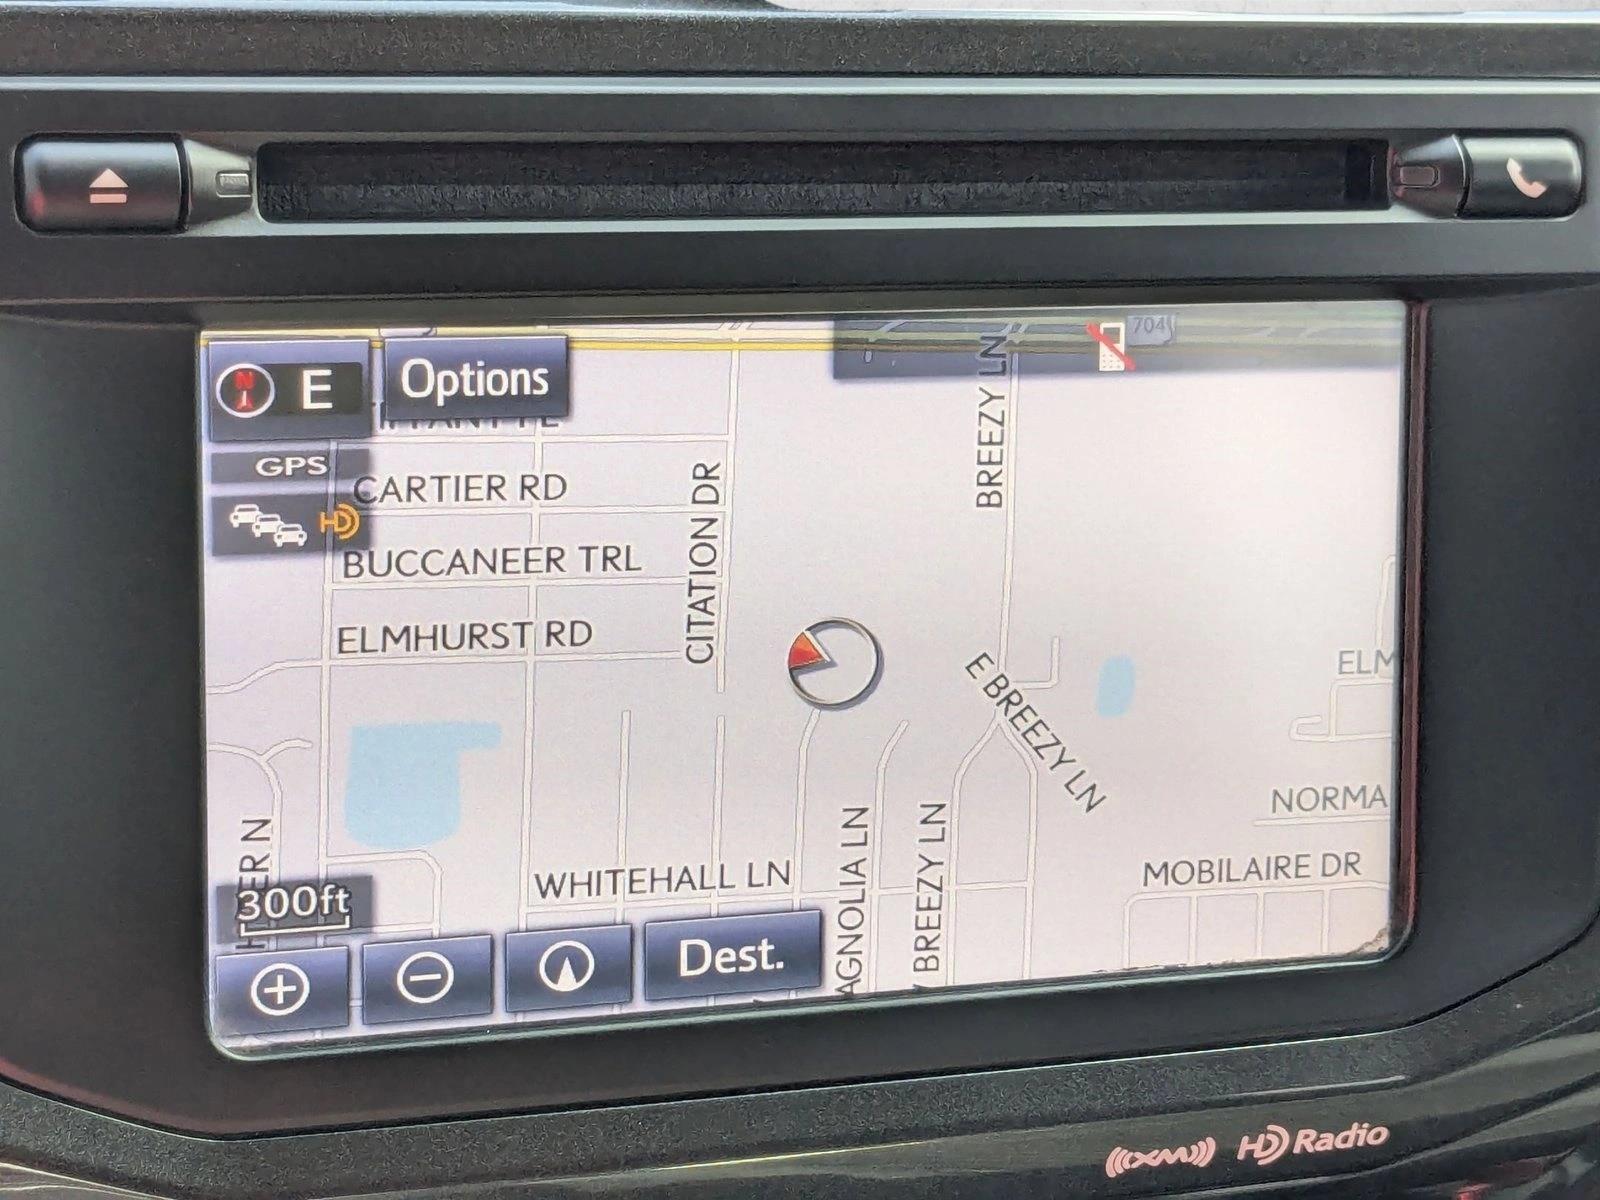 704
N E
Options
BREEZY LN
GPS
CARTIER RD
CITATION DR
BUCCANEER TRL
ELMHURST RD
E BREEZY LN
ELM
NORMA
MOBILAIRE DR
WHITEHALL LN
AGNOLIA LN
BREEZY LN
300ft
Dest.
((XM)) HD Radio